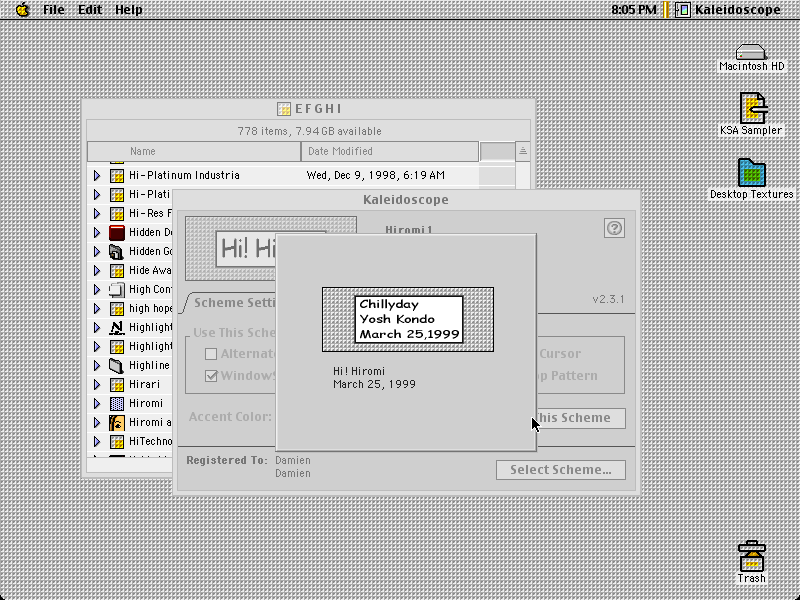 File Edit Help 8:05 PM Kaleidoscope
Macintosh HD
KSA Sampler
Desktop Textures
Trash
EFGHI
778 items, 7.94 GB available
Name Date Modified
Hi-Platinum Industria Wed, Dec 9, 1998, 6:19 AM
Hi-Plati
Hi-Res F
Hidden
Hidden
Hide Awa
High Con
high hope
Highlight
Highlight
Highline
Hirari
Hiromi
Hiromi a
HiTechno
Kaleidoscope
Hi! Hi
Hiromi1
?
v2.3.1
Scheme Setti
Use This Sche
Alternat
Windows
Cursor
p Pattern
Accent Color:
his Scheme
Registered To: Damien
Damien
Select Scheme...
Chillyday
Yosh Kondo
March 25,1999
Hi! Hiromi
March 25, 1999